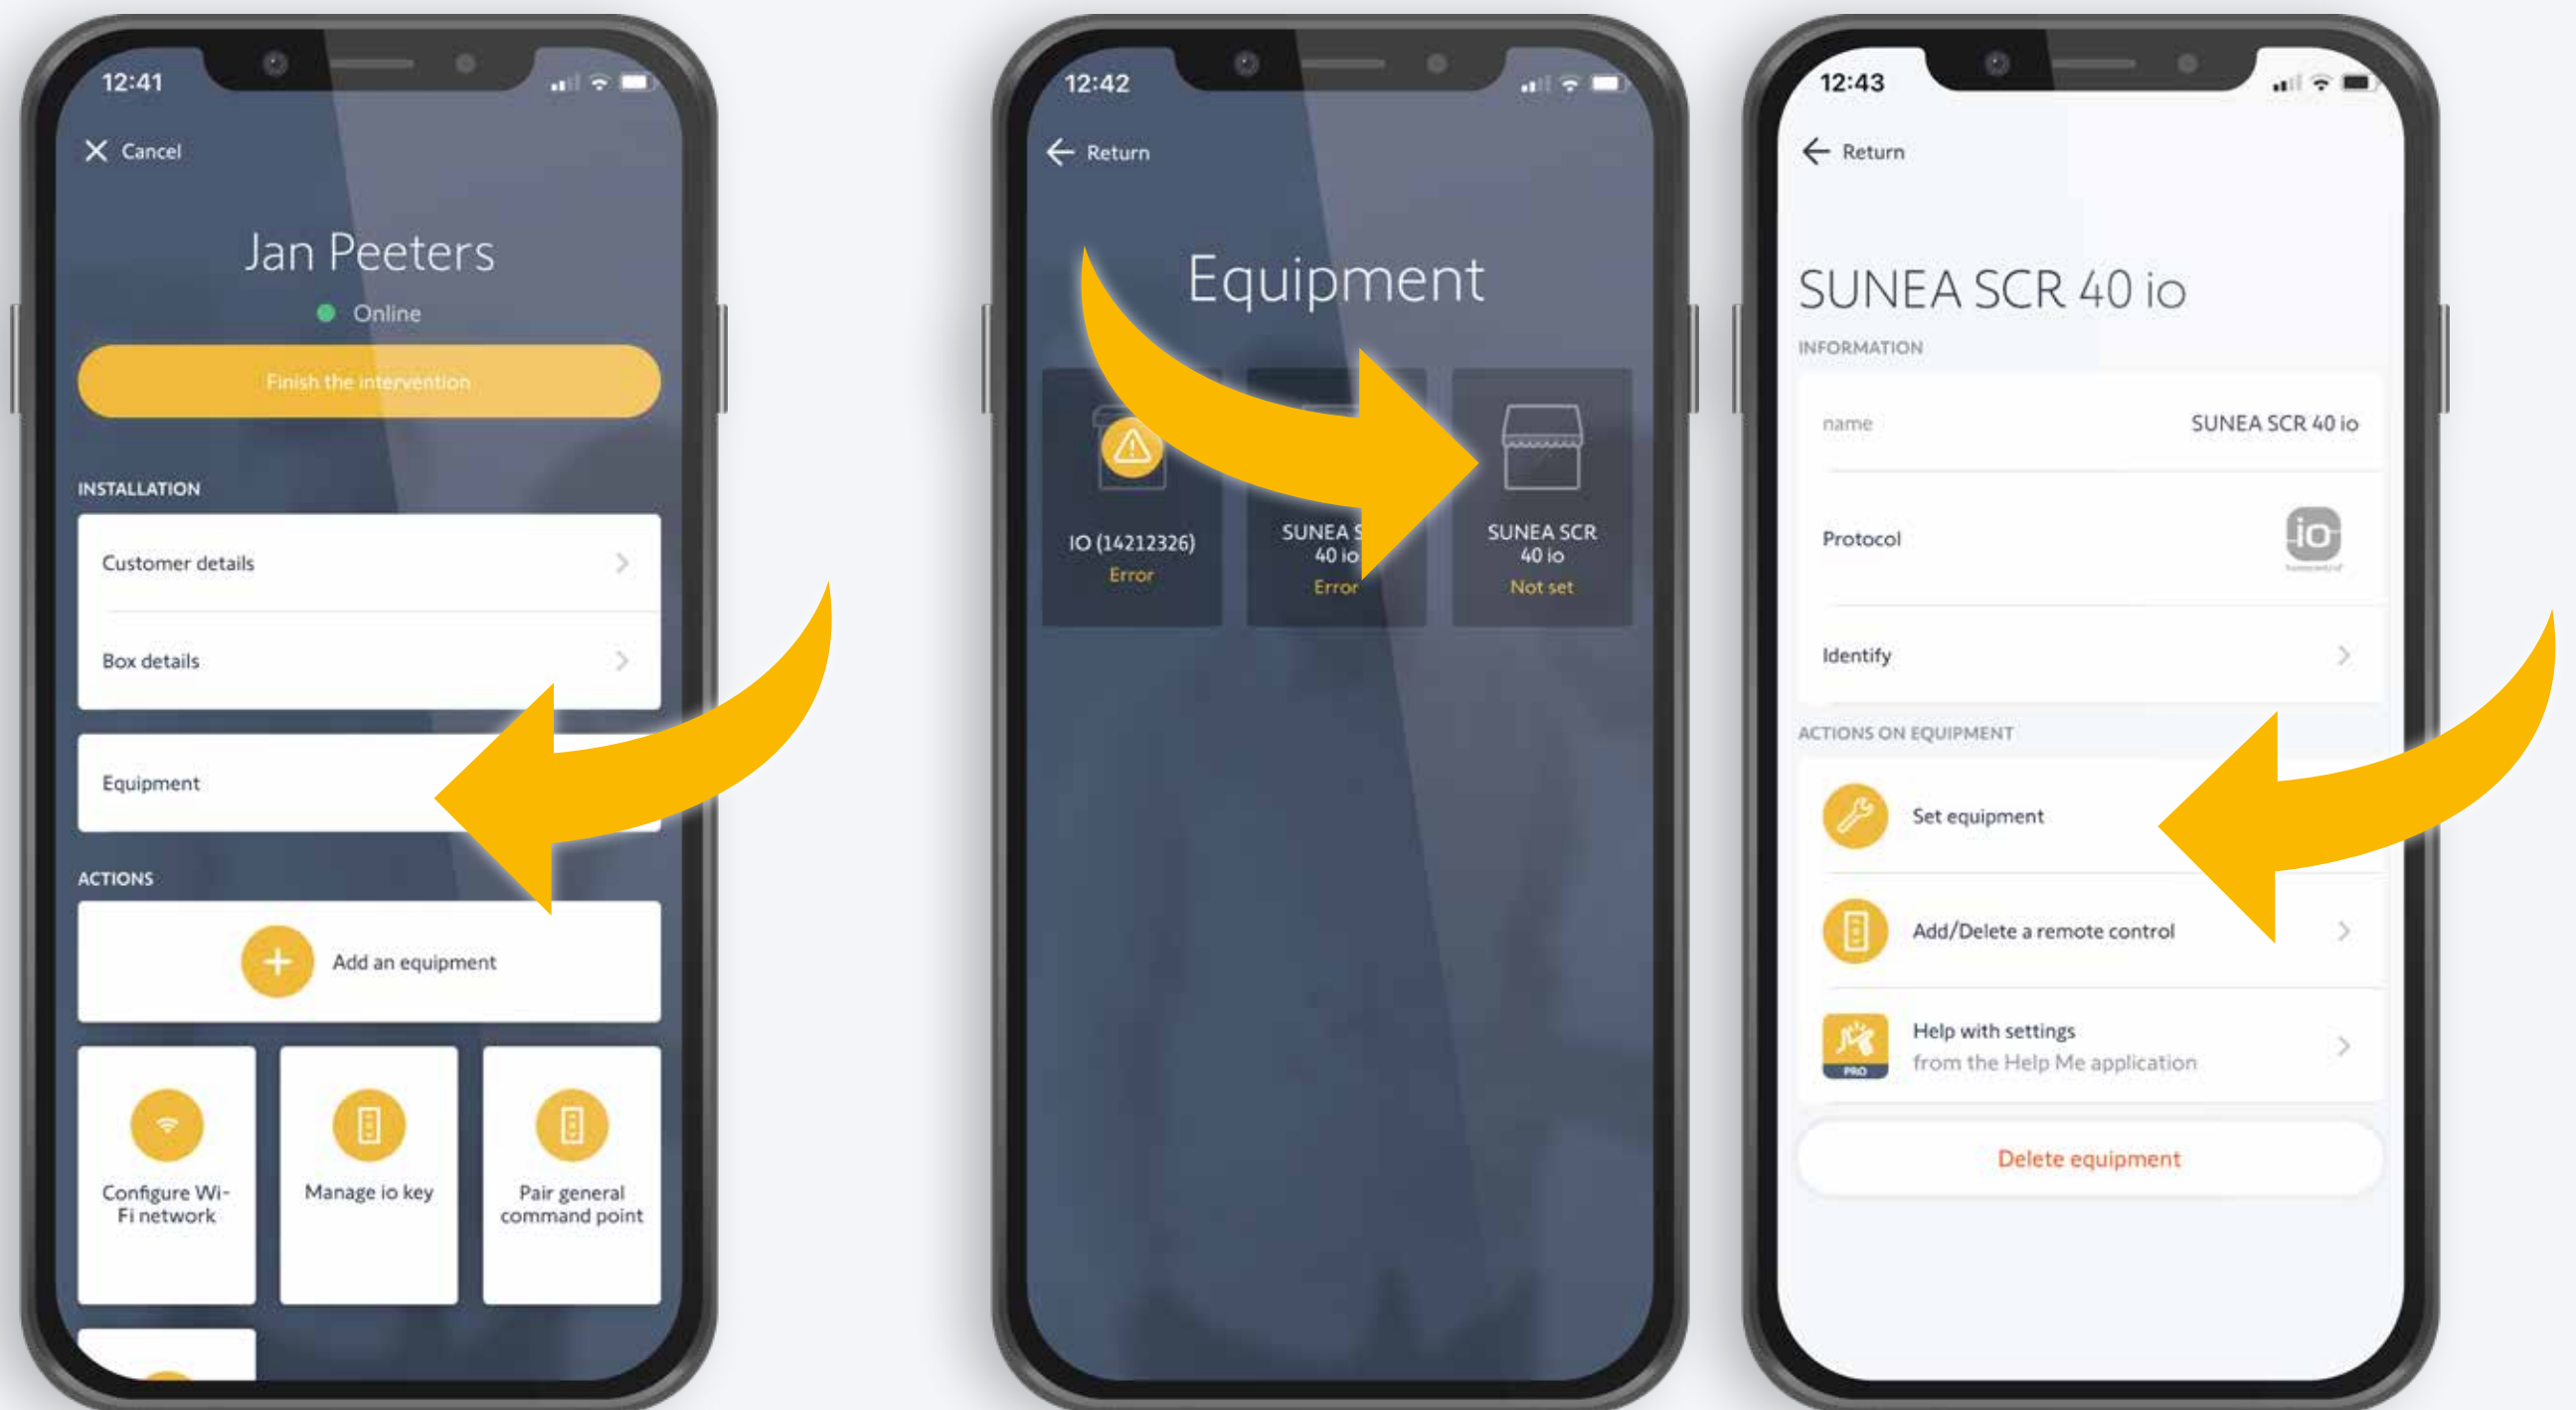 12:41
Cancel
Jan Peeters
Online
Finish the intervention
INSTALLATION
Customer details
Box details
Equipment
ACTIONS
Add an equipment
Configure Wi-
Fi network
Manage io key
Pair general
command point
12:42
Return
Equipment
IO (14212326)
Error
SUNEA S
40 io
Error
SUNEA SCR
40 io
Not set
12:43
Return
SUNEA SCR 40 io
INFORMATION
name
SUNEA SCR 40 io
Protocol
io
Identify
ACTIONS ON EQUIPMENT
Set equipment
Add/Delete a remote control
PRO
Help with settings
from the Help Me application
Delete equipment